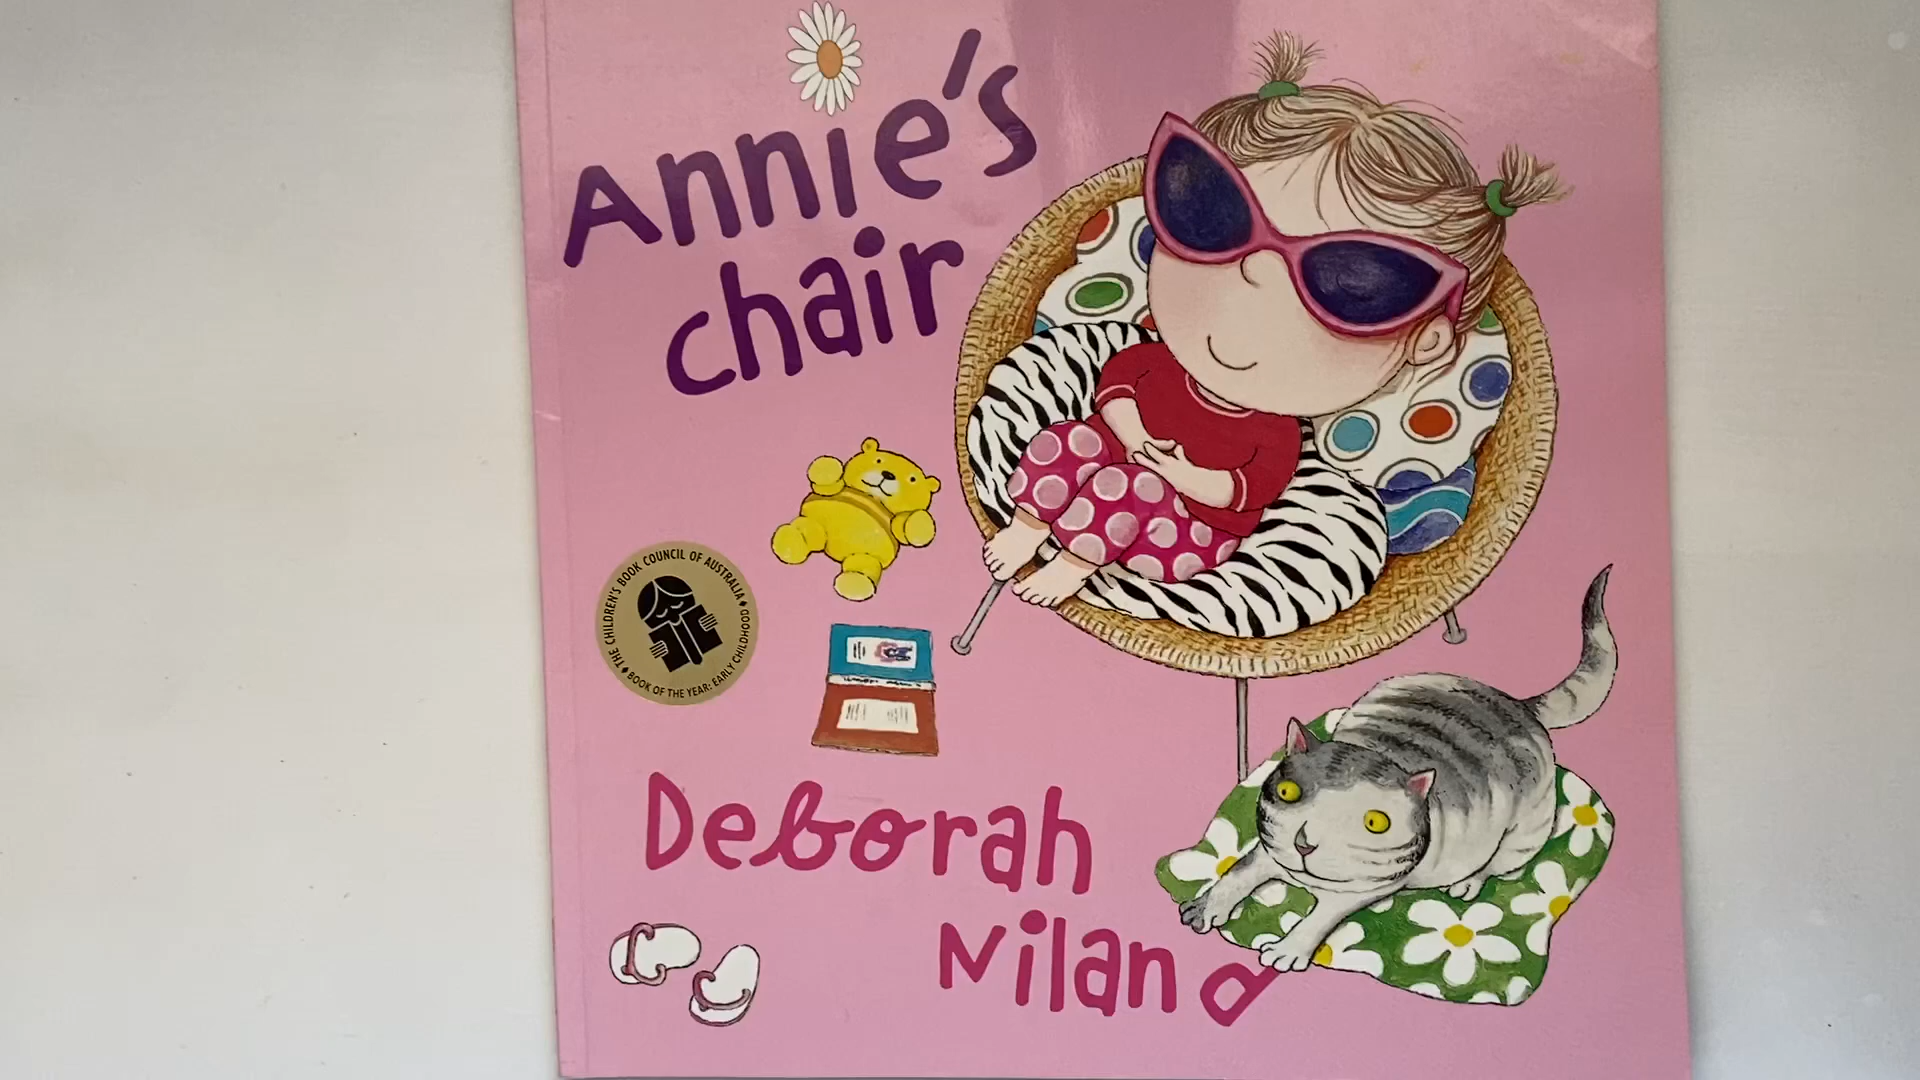 Annie's
chair
THE CHILDREN'S BOOK COUNCIL OF AUSTRALIA
BOOK OF THE YEAR: EARLY CHILDHOOD
Deborah
Niland